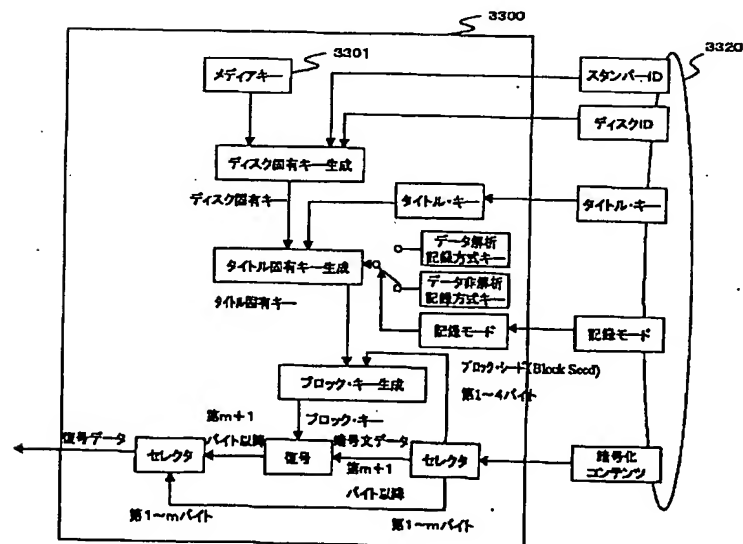 3300
3301
メディアキー
スタンパーID
3320
ディスクID
ディスク固有キー生成
ディスク固有キー
タイトル・キー
タイトル・キー
データ解析
記録方式キー
タイトル固有キー生成
データ非解析
記録方式キー
タイトル固有キー
記録モード
記録モード
ブロック・シード(Block Seed)
ブロック・キー生成
第1~4バイト
ブロック・キー
第m+1
バイト以降
復号データ
セレクタ
復号
暗号文データ
第m+1
バイト以降
セレクタ
暗号化
コンテンツ
第1~mバイト
第1~mバイト